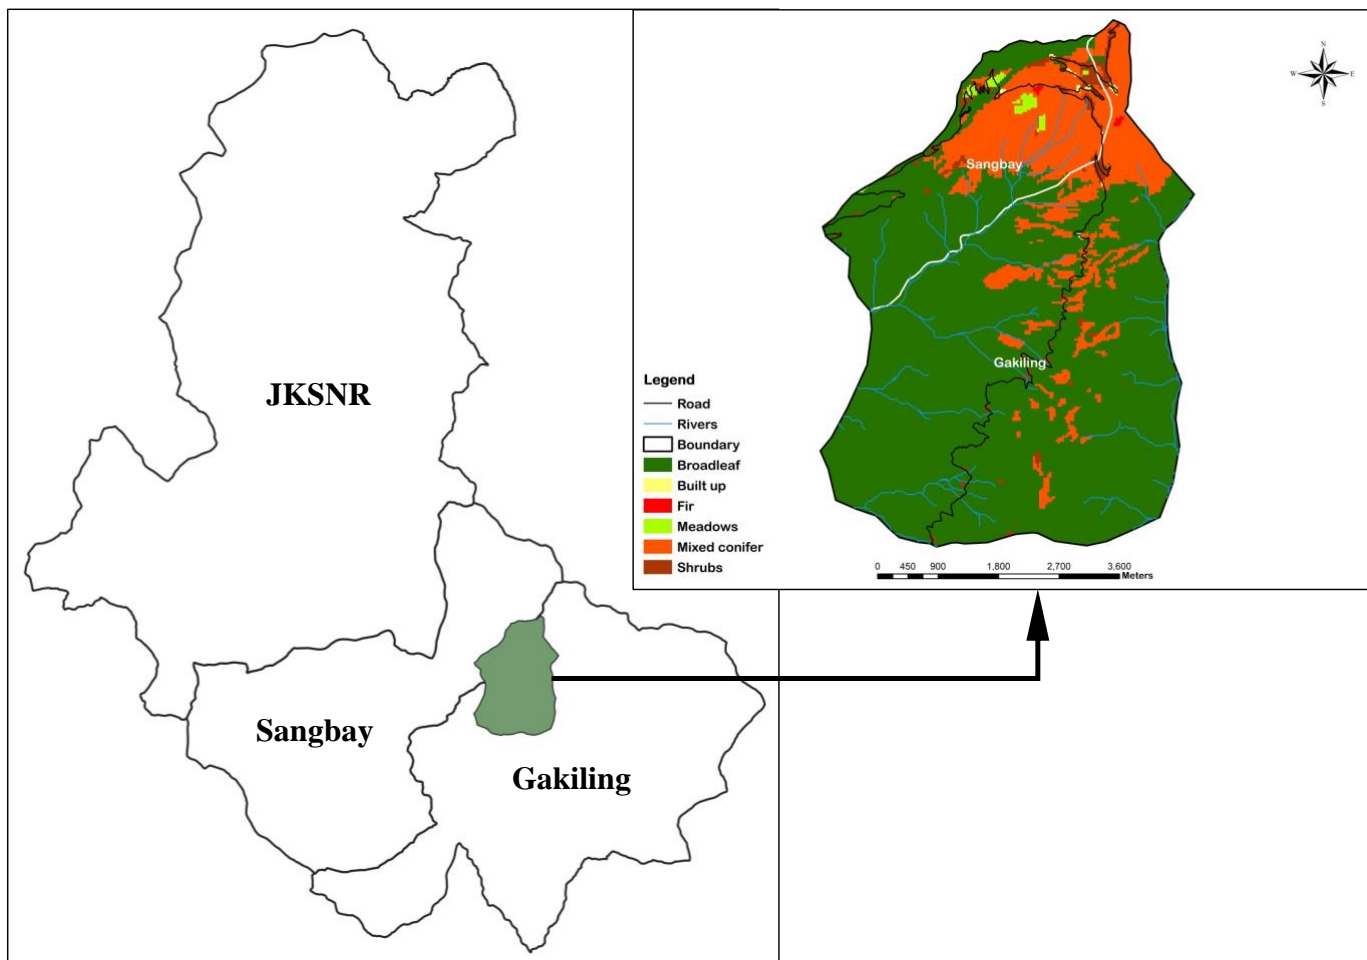 JKSNR
Sangbay
Gakiling
N
W E
S
Sangbay
Gakiling
Legend
Road
Rivers
Boundary
Broadleaf
Built up
Fir
Meadows
Mixed conifer
Shrubs
0 450 900 1,800 2,700 3,600
Meters